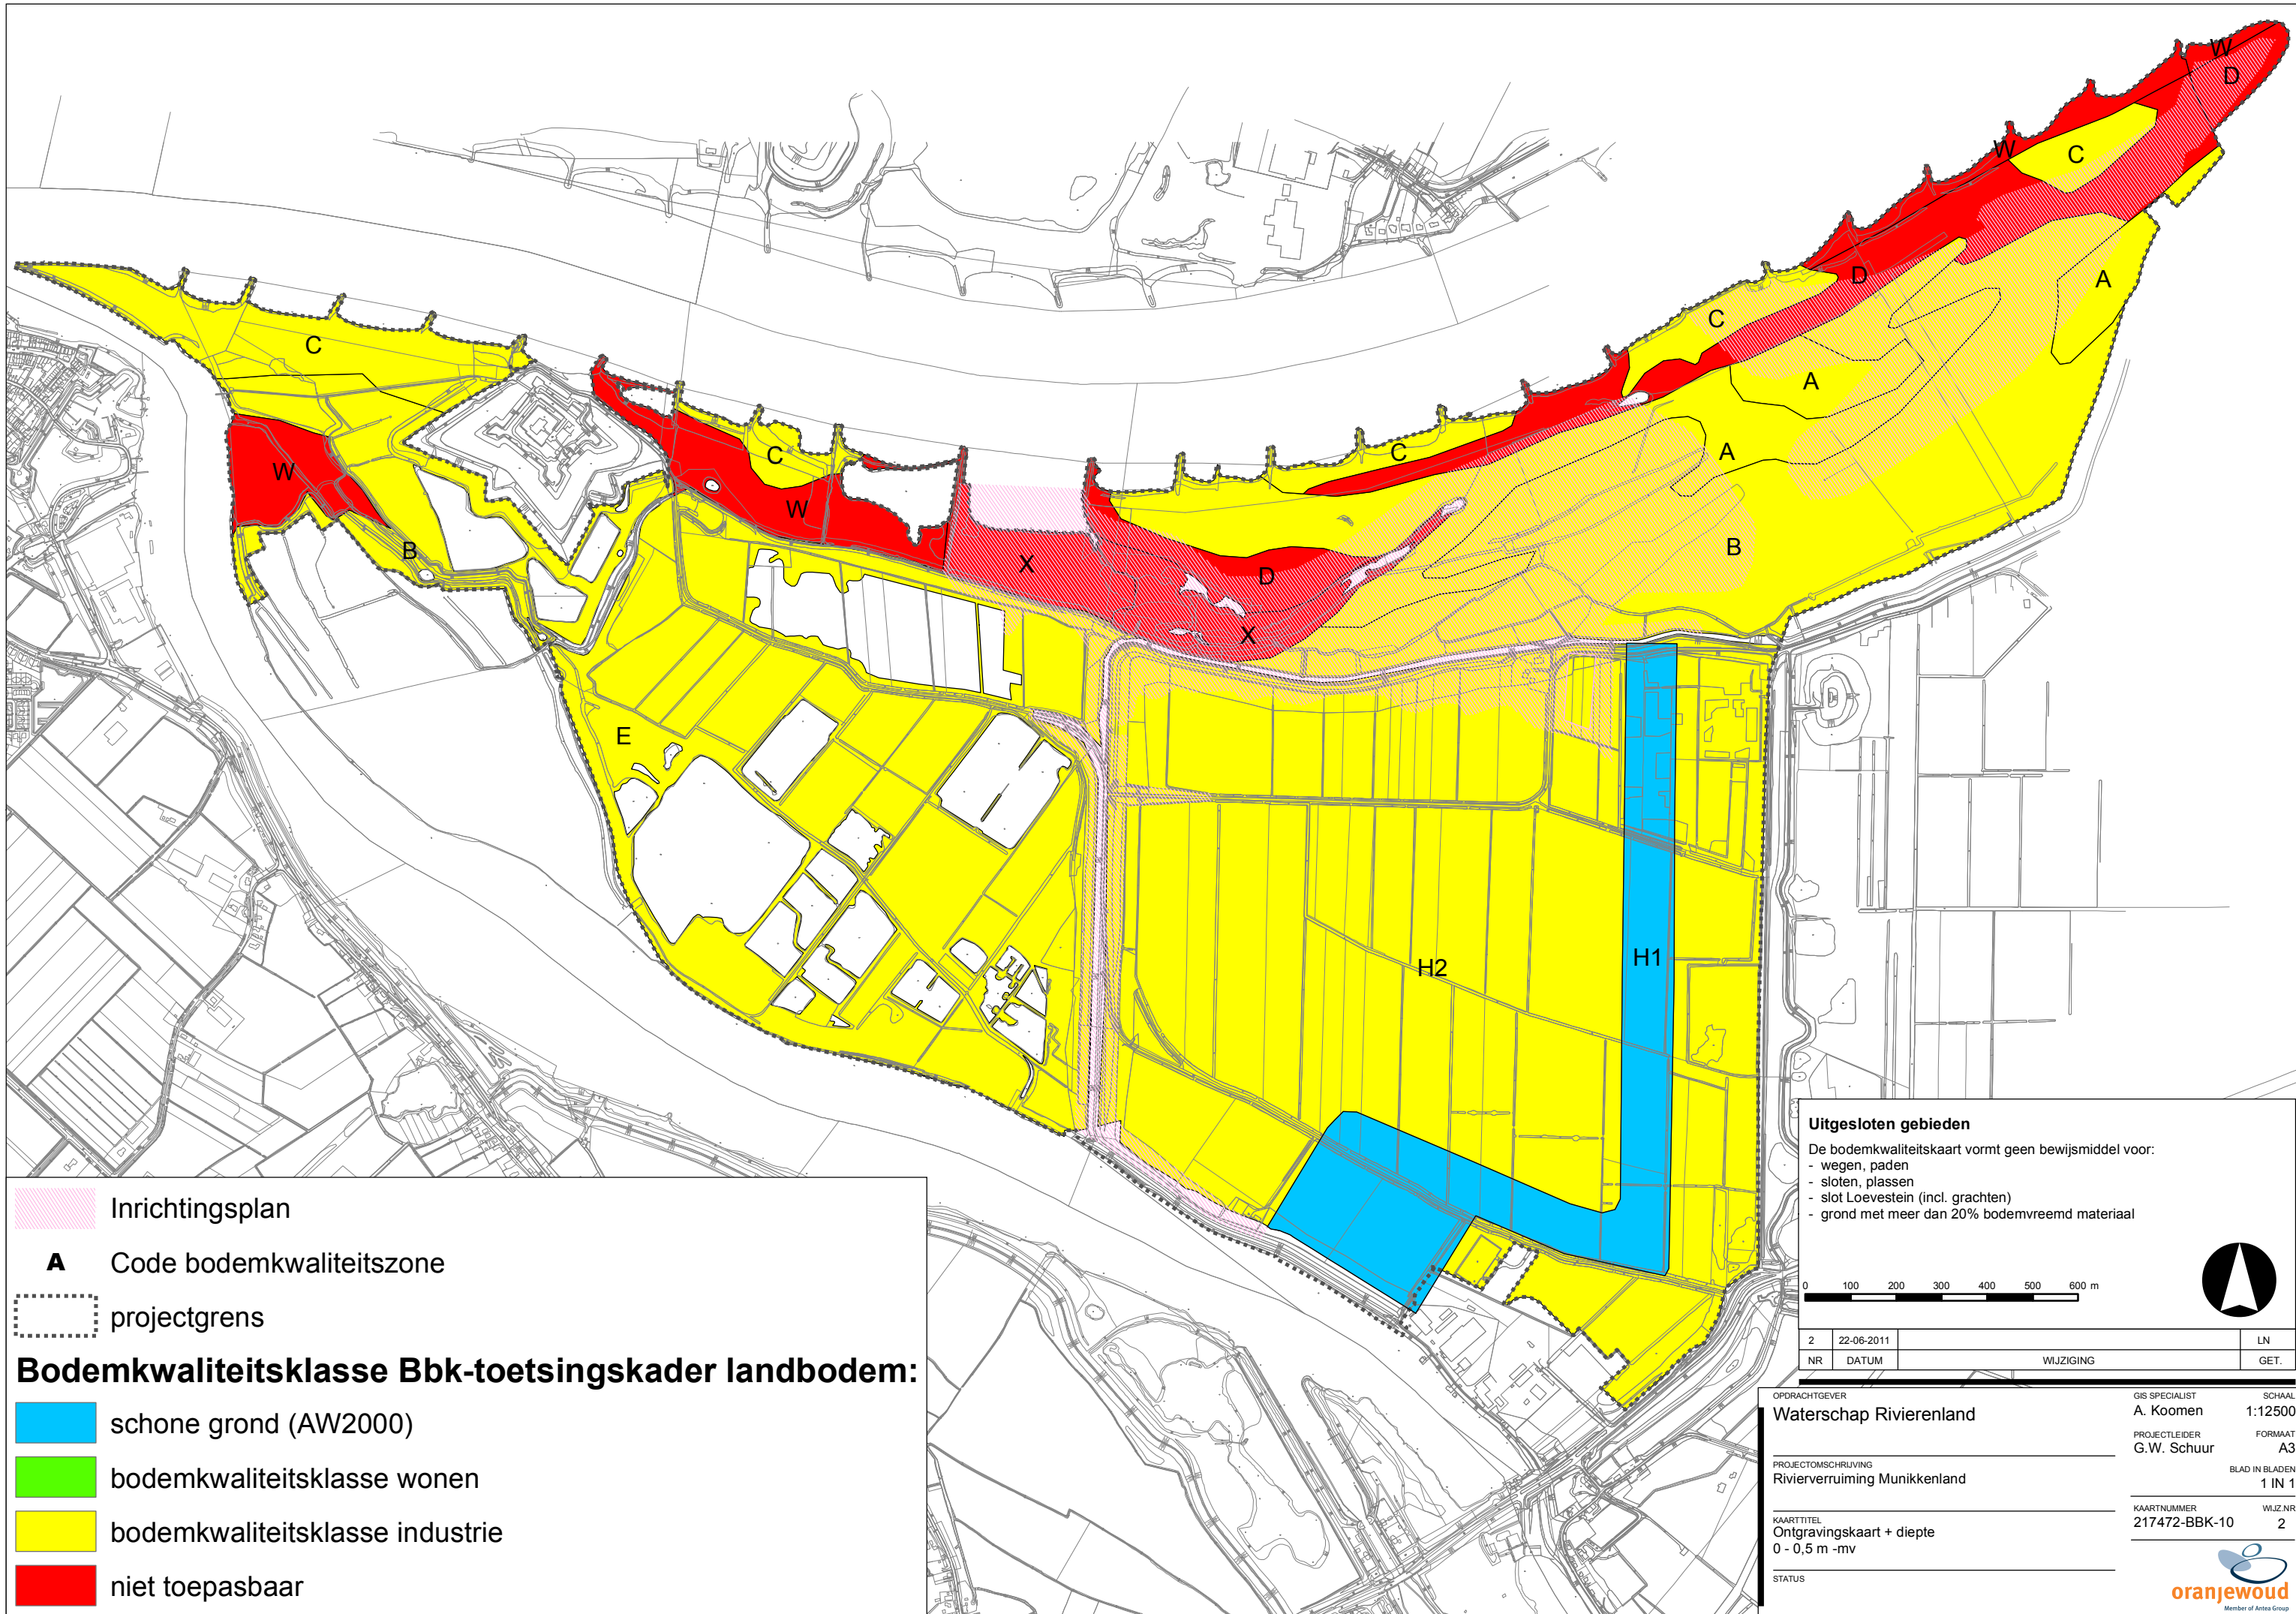 W
D
W
C
A
D
C
C
A
A
C
C
W
W
B
X
D
B
X
E
H2
H1
Uitgesloten gebieden
De bodemkwaliteitskaart vormt geen bewijsmiddel voor:
- wegen, paden
- sloten, plassen
- slot Loevestein (incl. grachten)
- grond met meer dan 20% bodemvreemd materiaal
0 100 200 300 400 500 600 m
2 22-06-2011 LN
NR DATUM WIJZIGING GET.
Inrichtingsplan
A Code bodemkwaliteitszone
projectgrens
Bodemkwaliteitsklasse Bbk-toetsingskader landbodem:
schone grond (AW2000)
bodemkwaliteitsklasse wonen
bodemkwaliteitsklasse industrie
niet toepasbaar
OPDRACHTGEVER
Waterschap Rivierenland
PROJECTOMSCHRIJVING
Rivierverruiming Munikkenland
KAARTTITEL
Ontgravingskaart + diepte
0 - 0,5 m -mv
STATUS
GIS SPECIALIST SCHAAL
A. Koomen 1:12500
PROJECTLEIDER FORMAAT
G.W. Schuur A3
BLAD IN BLADEN
1 IN 1
KAARTNUMMER WIJZ.NR
217472-BBK-10 2
oranjewoud
Member of Antea Group